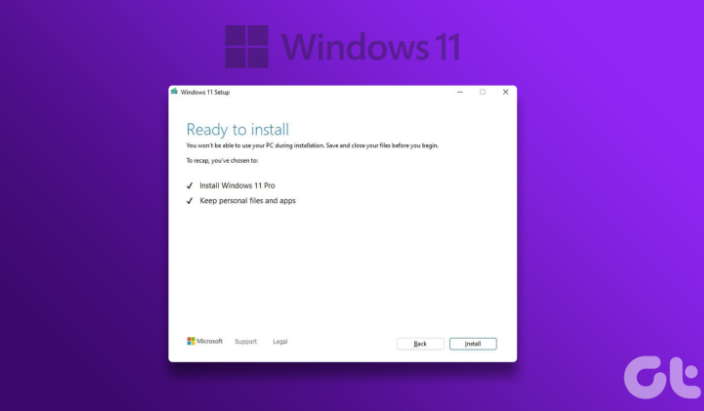 Windows 11
Windows 11 Setup
Ready to install
You won't be able to use your PC during installation. Save and close your files before you begin.
To recap, you've chosen to:
✓ Install Windows 11 Pro
✓ Keep personal files and apps
Microsoft Support Legal
Back Install
Gt